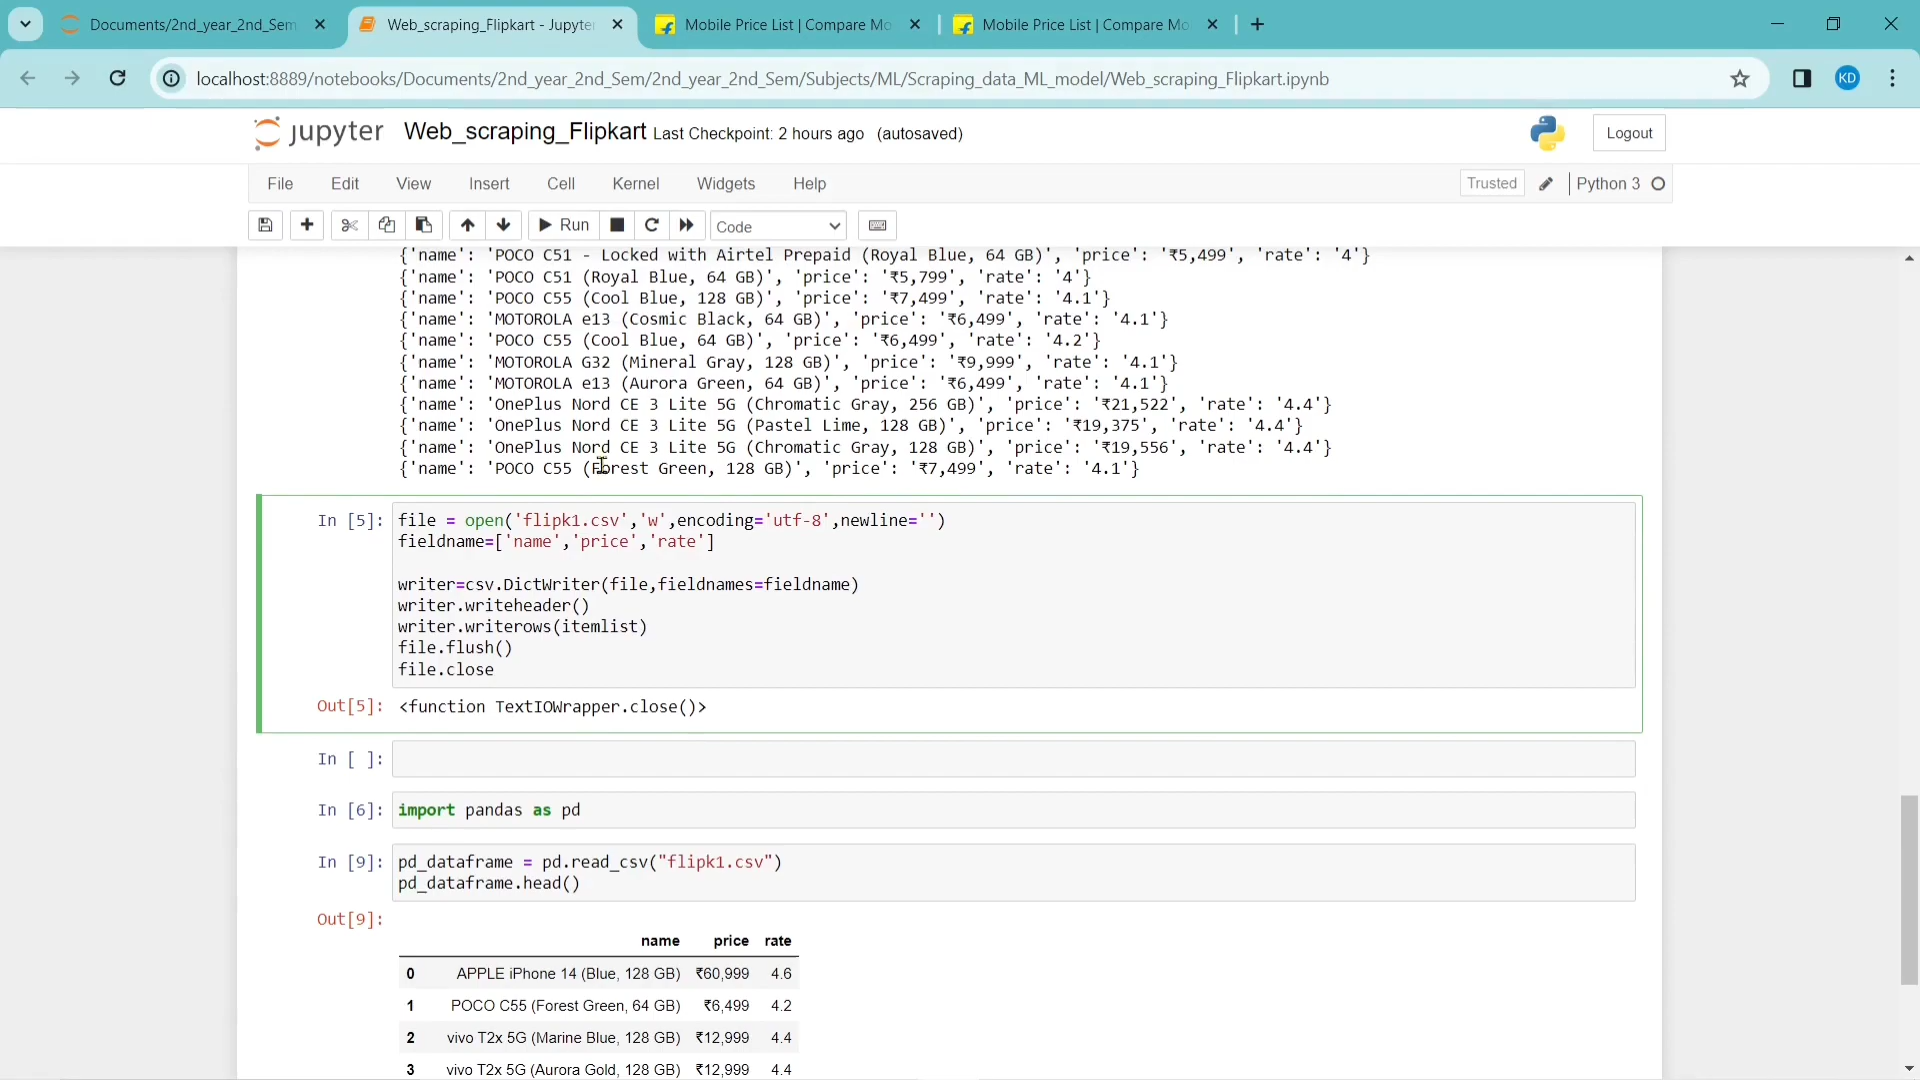 Documents/2nd_year_2nd_Sem
Web_scraping_Flipkart - Jupyter
Mobile Price List | Compare Mo
Mobile Price List | Compare Mo
localhost:8889/notebooks/Documents/2nd_year_2nd_Sem/2nd_year_2nd_Sem/Subjects/ML/Scraping_data_ML_model/Web_scraping_Flipkart.ipynb
KD
jupyter Web_scraping_Flipkart Last Checkpoint: 2 hours ago (autosaved)
Logout
File Edit View Insert Cell Kernel Widgets Help
Trusted Python 3
Run Code
{'name': 'POCO C51 - Locked with Airtel Prepaid (Royal Blue, 64 GB)', 'price': '₹5,499', 'rate': '4'}
{'name': 'POCO C51 (Royal Blue, 64 GB)', 'price': '₹5,799', 'rate': '4'}
{'name': 'POCO C55 (Cool Blue, 128 GB)', 'price': '₹7,499', 'rate': '4.1'}
{'name': 'MOTOROLA e13 (Cosmic Black, 64 GB)', 'price': '₹6,499', 'rate': '4.1'}
{'name': 'POCO C55 (Cool Blue, 64 GB)', 'price': '₹6,499', 'rate': '4.2'}
{'name': 'MOTOROLA G32 (Mineral Gray, 128 GB)', 'price': '₹9,999', 'rate': '4.1'}
{'name': 'MOTOROLA e13 (Aurora Green, 64 GB)', 'price': '₹6,499', 'rate': '4.1'}
{'name': 'OnePlus Nord CE 3 Lite 5G (Chromatic Gray, 256 GB)', 'price': '₹21,522', 'rate': '4.4'}
{'name': 'OnePlus Nord CE 3 Lite 5G (Pastel Lime, 128 GB)', 'price': '₹19,375', 'rate': '4.4'}
{'name': 'OnePlus Nord CE 3 Lite 5G (Chromatic Gray, 128 GB)', 'price': '₹19,556', 'rate': '4.4'}
{'name': 'POCO C55 (Forest Green, 128 GB)', 'price': '₹7,499', 'rate': '4.1'}
In [5]: file = open('flipk1.csv','w',encoding='utf-8',newline='')
fieldname=['name','price','rate']
writer=csv.DictWriter(file,fieldnames=fieldname)
writer.writeheader()
writer.writerows(itemlist)
file.flush()
file.close
Out[5]: <function TextIOWrapper.close()>
In [ ]:
In [6]: import pandas as pd
In [9]: pd_dataframe = pd.read_csv("flipk1.csv")
pd_dataframe.head()
Out[9]:
name price rate
0 APPLE iPhone 14 (Blue, 128 GB) ₹60,999 4.6
1 POCO C55 (Forest Green, 64 GB) ₹6,499 4.2
2 vivo T2x 5G (Marine Blue, 128 GB) ₹12,999 4.4
3 vivo T2x 5G (Aurora Gold, 128 GB) ₹12,999 4.4